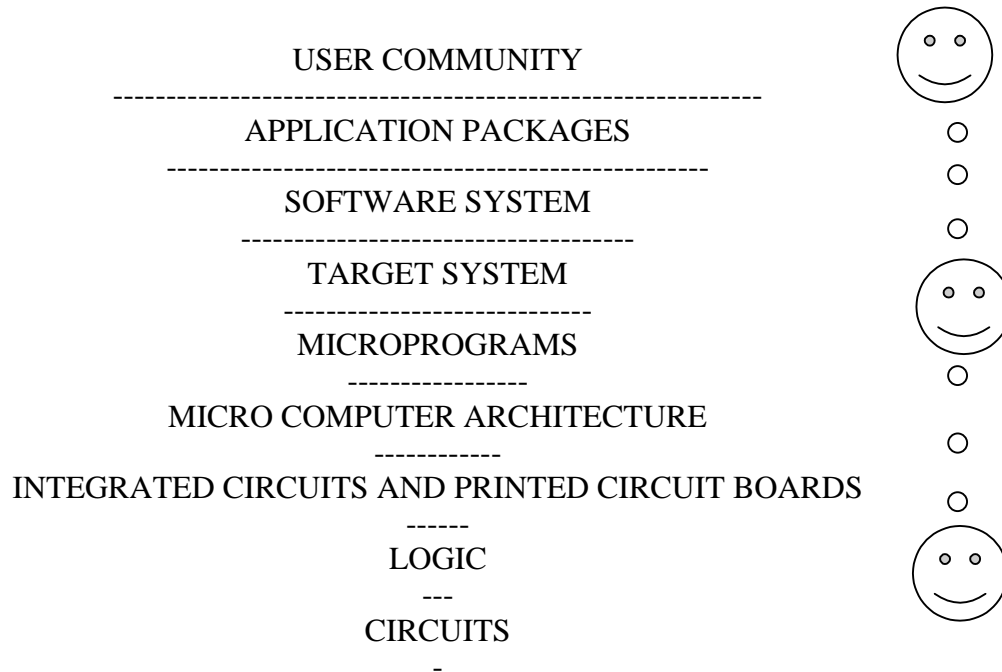 USER COMMUNITY
-------------------------------------------------------------
APPLICATION PACKAGES
---------------------------------------------------
SOFTWARE SYSTEM
-------------------------------------
TARGET SYSTEM
-----------------------------
MICROPROGRAMS
-----------------
MICRO COMPUTER ARCHITECTURE
------------
INTEGRATED CIRCUITS AND PRINTED CIRCUIT BOARDS
------
LOGIC
---
CIRCUITS
-